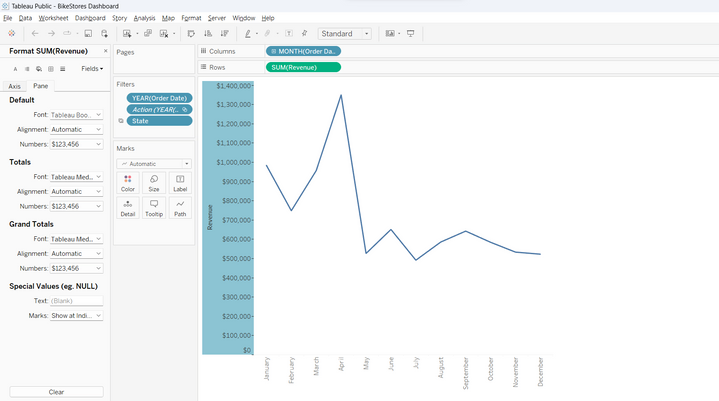 Tableau Public - BikeStores Dashboard
File Data Worksheet Dashboard Story Analysis Map Format Server Window Help
Standard
Format SUM(Revenue)
Fields
Axis Pane
Default
Font: Tableau Boo...
Alignment: Automatic
Numbers: $123,456
Totals
Font: Tableau Med...
Alignment: Automatic
Numbers: $123,456
Grand Totals
Font: Tableau Med...
Alignment: Automatic
Numbers: $123,456
Special Values (eg. NULL)
Text: (Blank)
Marks: Show at Indi...
Clear
Pages
Filters
YEAR(Order Date)
Action (YEAR(..
State
Marks
Automatic
Color Size Label
Detail Tooltip Path
Columns MONTH(Order Da..
Rows SUM(Revenue)
Revenue
$1,400,000
$1,300,000
$1,200,000
$1,100,000
$1,000,000
$900,000
$800,000
$700,000
$600,000
$500,000
$400,000
$300,000
$200,000
$100,000
$0
January
February
March
April
May
June
July
August
September
October
November
December